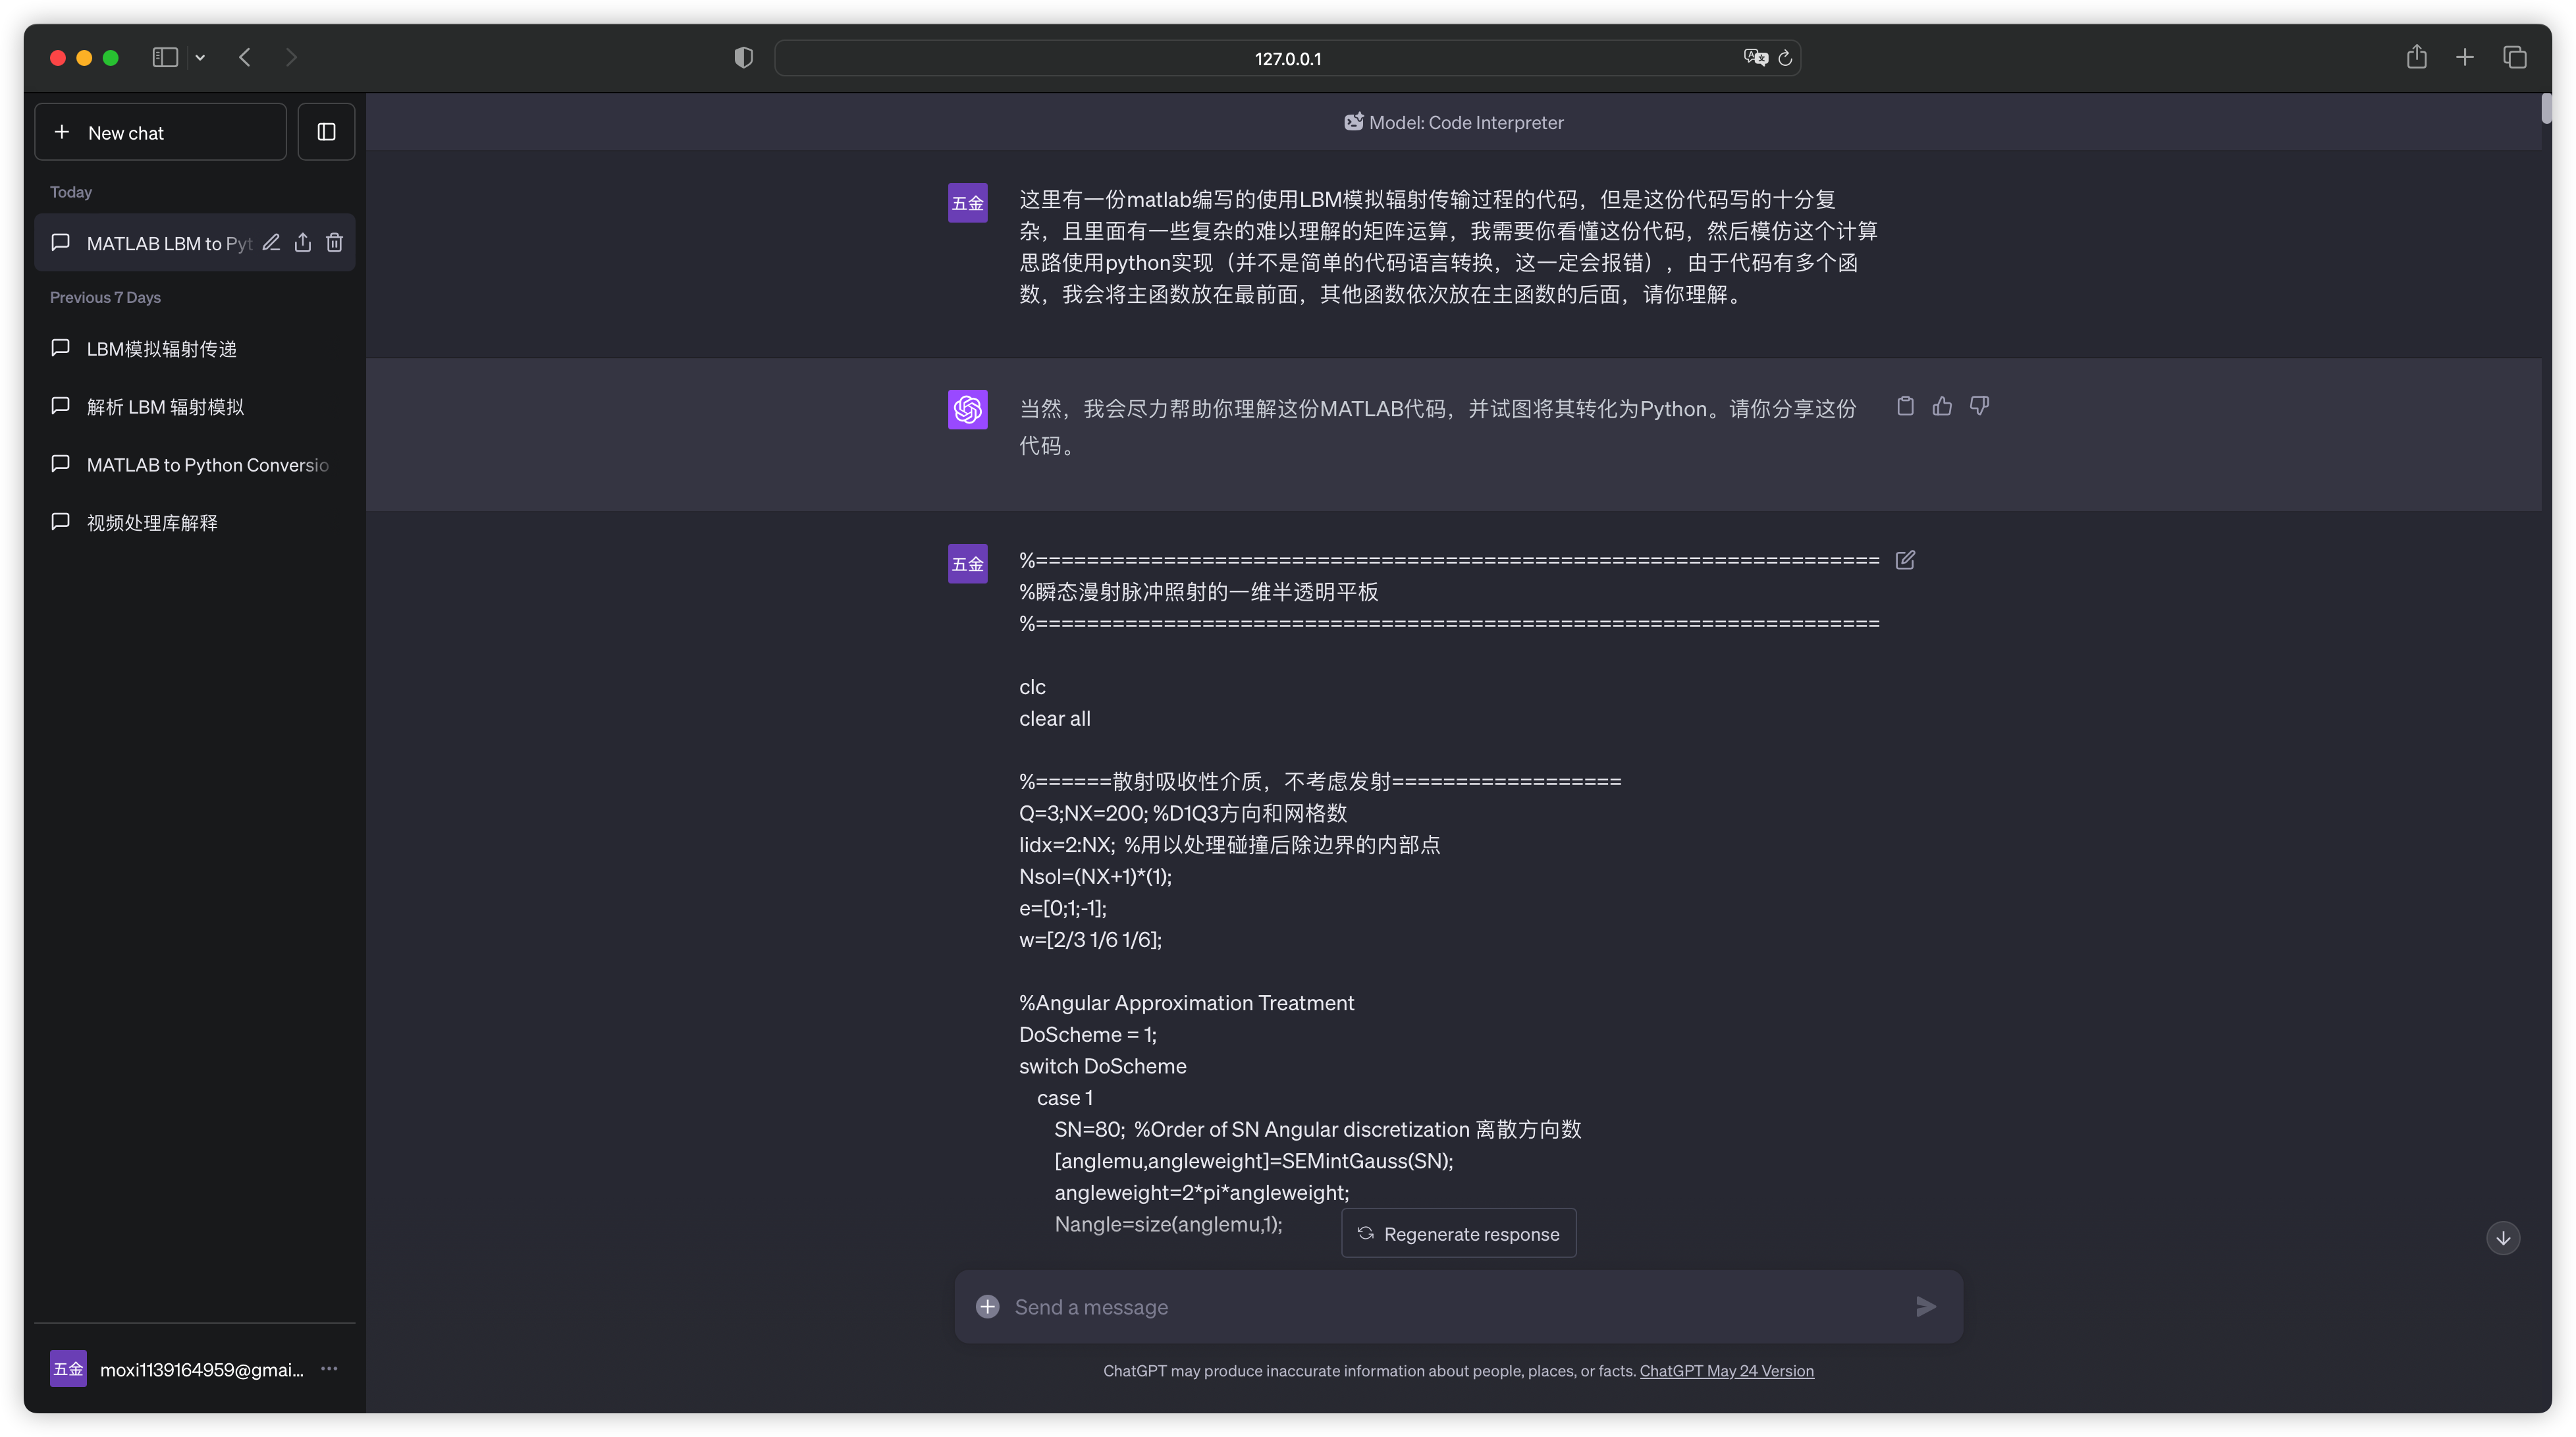 127.0.0.1
New chat
Today
MATLAB LBM to Pyt
Previous 7 Days
LBM模拟辐射传递
解析 LBM 辐射模拟
MATLAB to Python Conversio
视频处理库解释
五金
moxi1139164959@gmai...
Model: Code Interpreter
五金
这里有一份matlab编写的使用LBM模拟辐射传输过程的代码，但是这份代码写的十分复
杂，且里面有一些复杂的难以理解的矩阵运算，我需要你看懂这份代码，然后模仿这个计算
思路使用python实现（并不是简单的代码语言转换，这一定会报错），由于代码有多个函
数，我会将主函数放在最前面，其他函数依次放在主函数的后面，请你理解。
当然，我会尽力帮助你理解这份MATLAB代码，并试图将其转化为Python。请你分享这份
代码。
五金
%==================================================================
%瞬态漫射脉冲照射的一维半透明平板
%==================================================================
clc
clear all
%======散射吸收性介质，不考虑发射==================
Q=3;NX=200; %D1Q3方向和网格数
lidx=2:NX; %用以处理碰撞后除边界的内部点
Nsol=(NX+1)*(1);
e=[0;1;-1];
w=[2/3 1/6 1/6];
%Angular Approximation Treatment
DoScheme = 1;
switch DoScheme
case 1
SN=80; %Order of SN Angular discretization 离散方向数
[anglemu,angleweight]=SEMintGauss(SN);
angleweight=2*pi*angleweight;
Nangle=size(anglemu,1);
Regenerate response
Send a message
ChatGPT may produce inaccurate information about people, places, or facts. ChatGPT May 24 Version